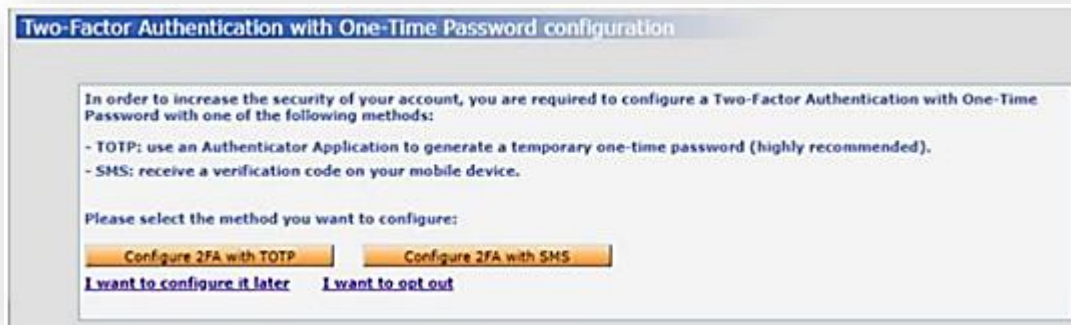 Two-Factor Authentication with One-Time Password configuration
In order to increase the security of your account, you are required to configure a Two-Factor Authentication with One-Time
Password with one of the following methods:
- TOTP: use an Authenticator Application to generate a temporary one-time password (highly recommended).
- SMS: receive a verification code on your mobile device.
Please select the method you want to configure:
Configure 2FA with TOTP Configure 2FA with SMS
I want to configure it later I want to opt out